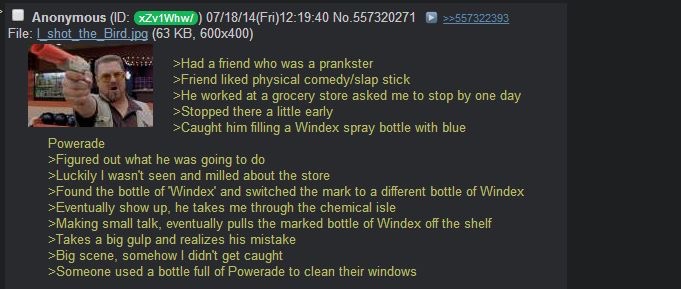 Anonymous (ID: xZv1Whw/) 07/18/14(Fri)12:19:40 No.557320271 >>557322393
File: I_shot_the_Bird.jpg (63 KB, 600x400)
>Had a friend who was a prankster
>Friend liked physical comedy/slap stick
>He worked at a grocery store asked me to stop by one day
>Stopped there a little early
>Caught him filling a Windex spray bottle with blue
Powerade
>Figured out what he was going to do
>Luckily I wasn't seen and milled about the store
>Found the bottle of 'Windex' and switched the mark to a different bottle of Windex
>Eventually show up, he takes me through the chemical isle
>Making small talk, eventually pulls the marked bottle of Windex off the shelf
>Takes a big gulp and realizes his mistake
>Big scene, somehow I didn't get caught
>Someone used a bottle full of Powerade to clean their windows